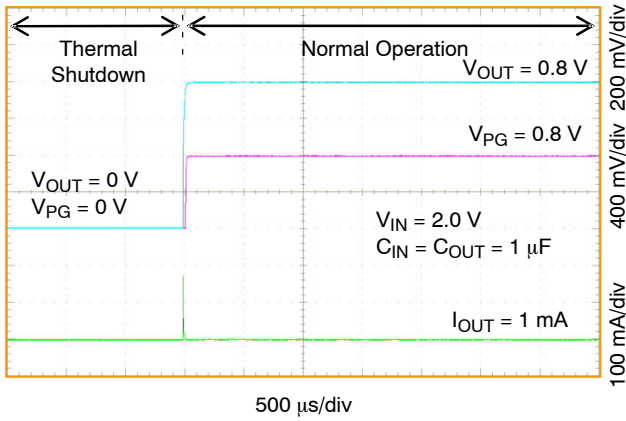 Thermal
Shutdown
Normal Operation
V_OUT = 0.8 V
V_PG = 0.8 V
V_OUT = 0 V
V_PG = 0 V
V_IN = 2.0 V
C_IN = C_OUT = 1 μF
I_OUT = 1 mA
200 mV/div
400 mV/div
100 mA/div
500 μs/div